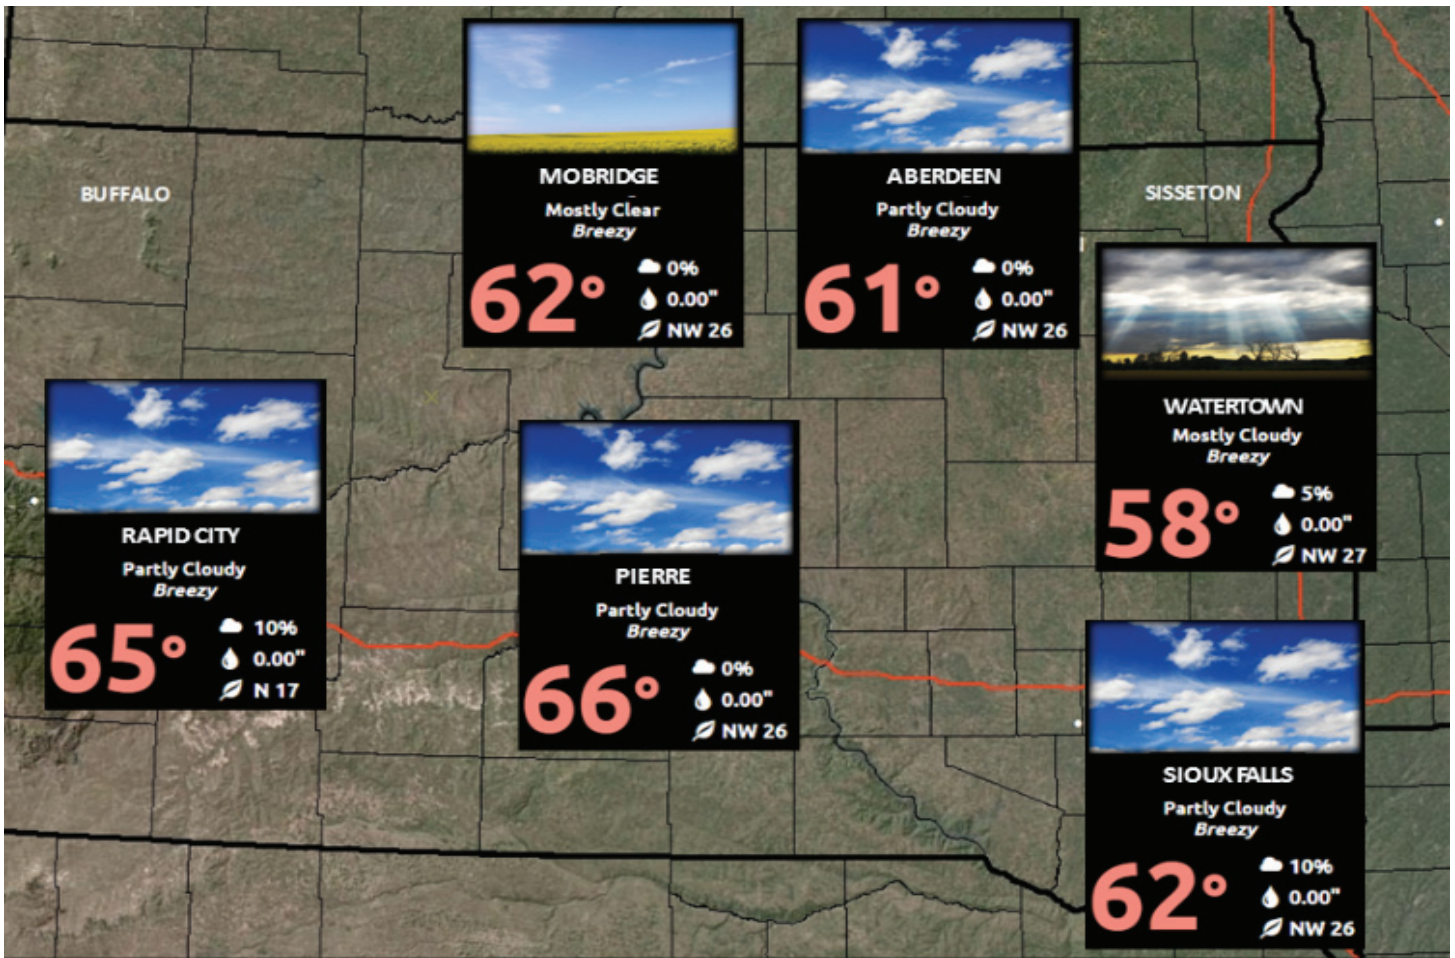 BUFFALO
MOBRIDGE
Mostly Clear
Breezy
62°
0%
0.00"
NW 26
ABERDEEN
Partly Cloudy
Breezy
61°
0%
0.00"
NW 26
SISSETON
WATERTOWN
Mostly Cloudy
Breezy
58°
5%
0.00"
NW 27
RAPID CITY
Partly Cloudy
Breezy
65°
10%
0.00"
N 17
PIERRE
Partly Cloudy
Breezy
66°
0%
0.00"
NW 26
SIOUX FALLS
Partly Cloudy
Breezy
62°
10%
0.00"
NW 26